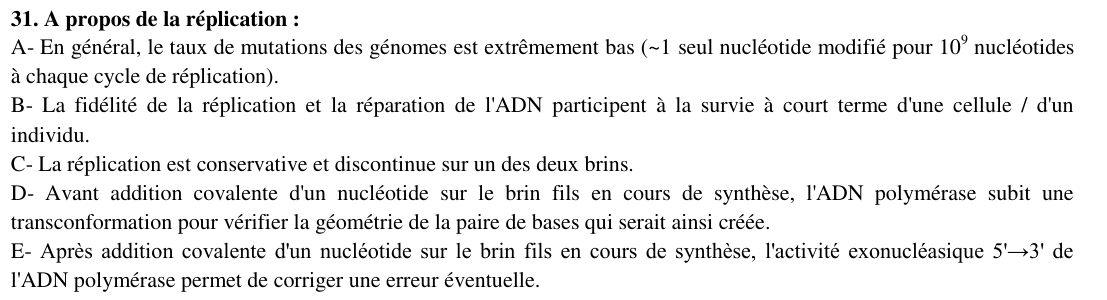 31. A propos de la réplication :
A- En général, le taux de mutations des génomes est extrêmement bas (~1 seul nucléotide modifié pour 10⁹ nucléotides
à chaque cycle de réplication).
B- La fidélité de la réplication et la réparation de l'ADN participent à la survie à court terme d'une cellule / d'un
individu.
C- La réplication est conservative et discontinue sur un des deux brins.
D- Avant addition covalente d'un nucléotide sur le brin fils en cours de synthèse, l'ADN polymérase subit une
transconformation pour vérifier la géométrie de la paire de bases qui serait ainsi créée.
E- Après addition covalente d'un nucléotide sur le brin fils en cours de synthèse, l'activité exonucléasique 5'→3' de
l'ADN polymérase permet de corriger une erreur éventuelle.